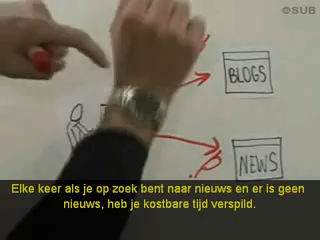 SUB
BLOGS
NEWS
Elke keer als je op zoek bent naar nieuws en er is geen
nieuws, heb je kostbare tijd verspild.